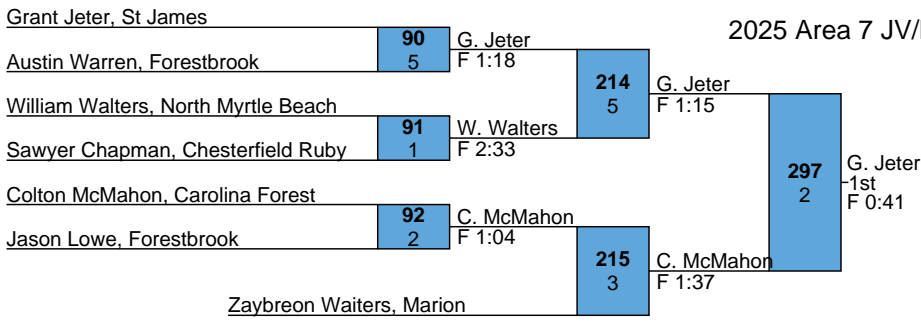 Grant Jeter, St James
2025 Area 7 JV/
90
5
G. Jeter
F 1:18
Austin Warren, Forestbrook
214
5
G. Jeter
F 1:15
William Walters, North Myrtle Beach
91
1
W. Walters
F 2:33
Sawyer Chapman, Chesterfield Ruby
297
2
G. Jeter
1st
F 0:41
Colton McMahon, Carolina Forest
92
2
C. McMahon
F 1:04
Jason Lowe, Forestbrook
215
3
C. McMahon
F 1:37
Zaybreon Waiters, Marion